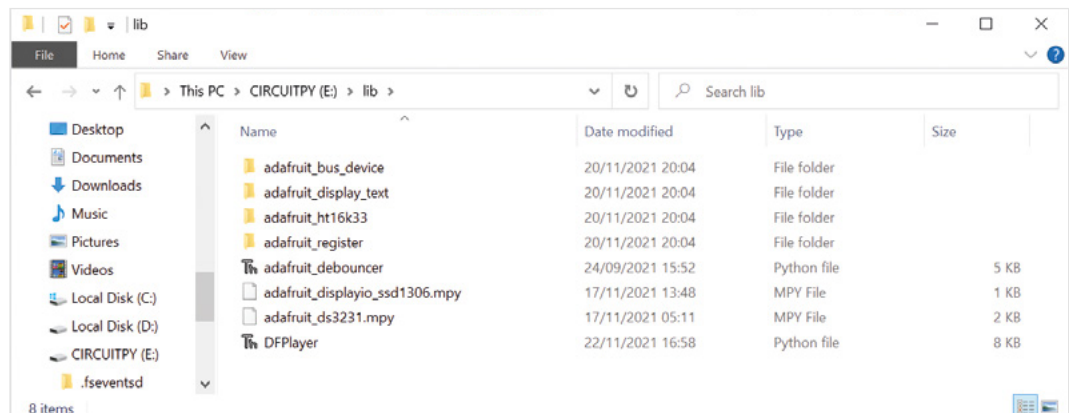 lib
File Home Share View
This PC > CIRCUITPY (E:) > lib > Search lib
Name Date modified Type Size
Desktop
Documents
Downloads
Music
Pictures
Videos
Local Disk (C:)
Local Disk (D:)
CIRCUITPY (E:)
.fseventsd
adafruit_bus_device 20/11/2021 20:04 File folder
adafruit_display_text 20/11/2021 20:04 File folder
adafruit_ht16k33 20/11/2021 20:04 File folder
adafruit_register 20/11/2021 20:04 File folder
adafruit_debouncer 24/09/2021 15:52 Python file 5 KB
adafruit_displayio_ssd1306.mpy 17/11/2021 13:48 MPY File 1 KB
adafruit_ds3231.mpy 17/11/2021 05:11 MPY File 2 KB
DFPlayer 22/11/2021 16:58 Python file 8 KB
8 items